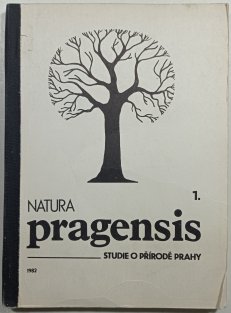 1.
NATURA
pragensis
STUDIE O PŘÍRODĚ PRAHY
1982